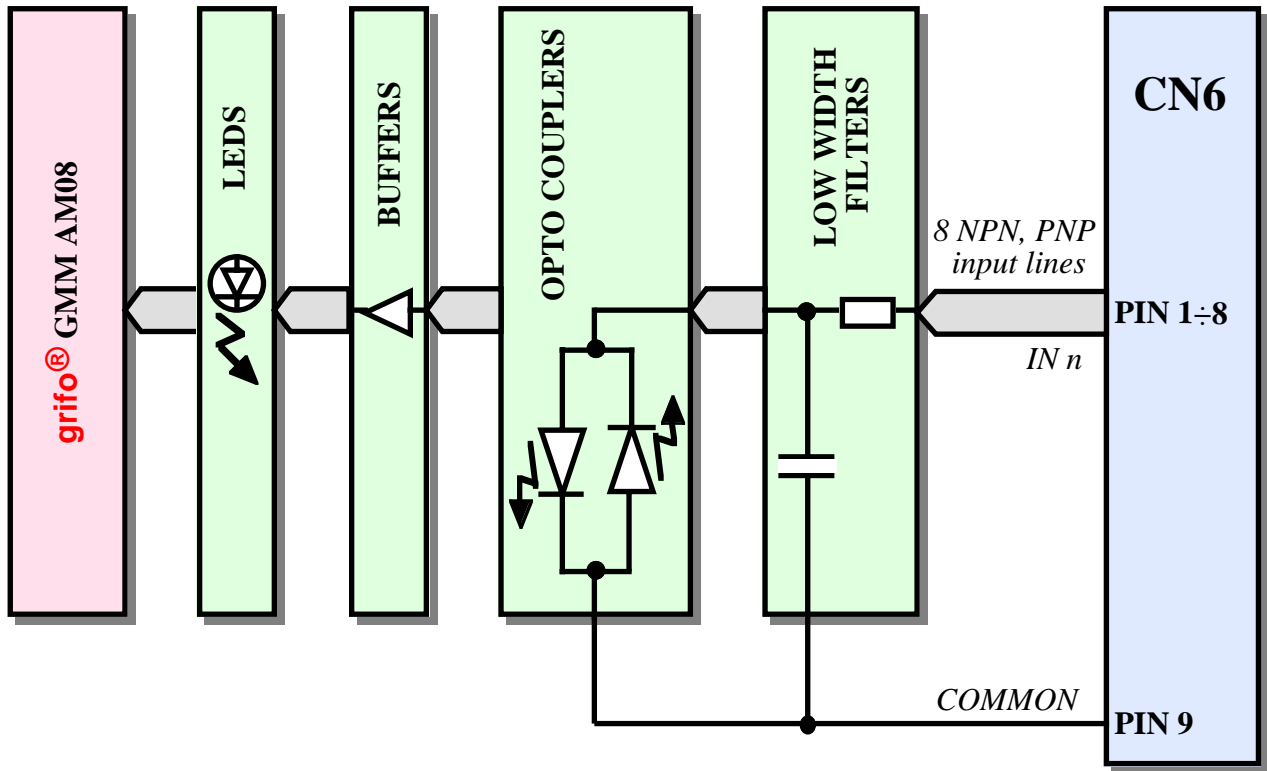 grifo® GMM AM08
LEDS
BUFFERS
OPTO COUPLERS
LOW WIDTH
FILTERS
CN6
8 NPN, PNP
input lines
PIN 1÷8
IN n
COMMON
PIN 9